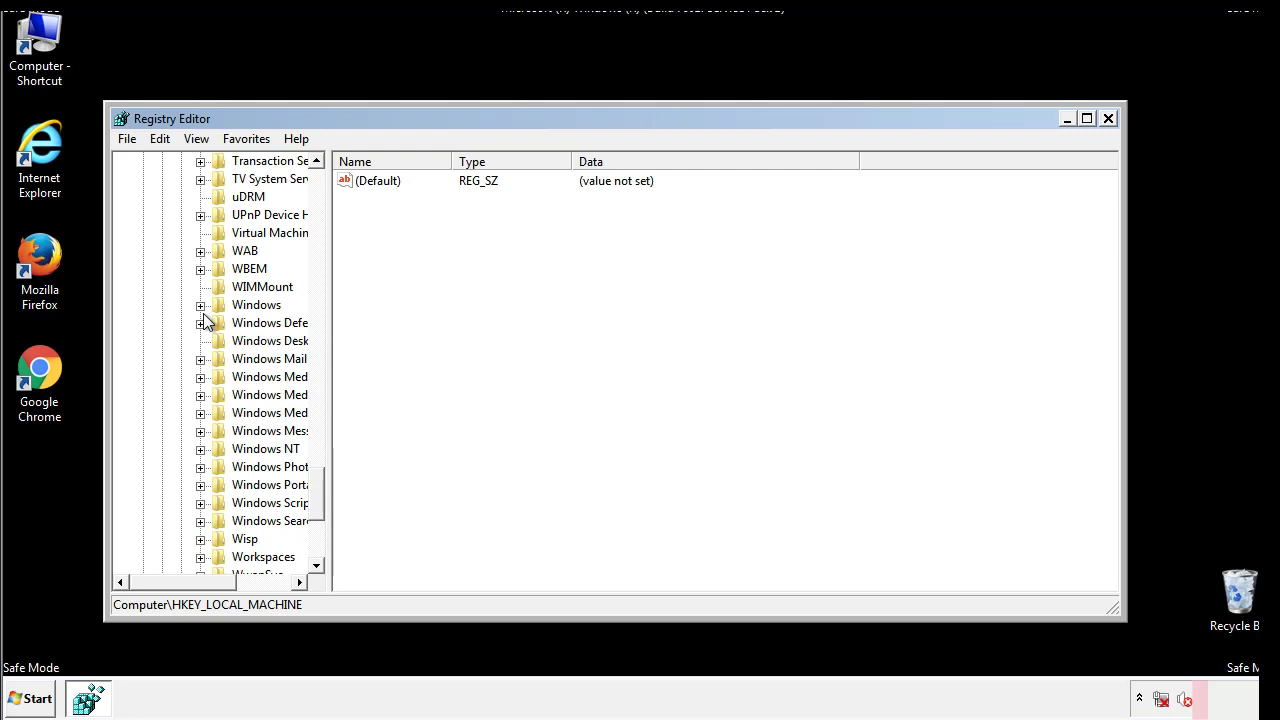 Computer -
Shortcut
Internet
Explorer
Mozilla
Firefox
Google
Chrome
Registry Editor
File Edit View Favorites Help
Transaction Se
TV System Serv
uDRM
UPnP Device H
Virtual Machin
WAB
WBEM
WIMMount
Windows
Windows Defe
Windows Desk
Windows Mail
Windows Med
Windows Med
Windows Med
Windows Mess
Windows NT
Windows Phot
Windows Porta
Windows Scrip
Windows Sear
Wisp
Workspaces
Name Type Data
(Default) REG_SZ (value not set)
Computer\HKEY_LOCAL_MACHINE
Recycle B
Safe Mode
Safe M
Start